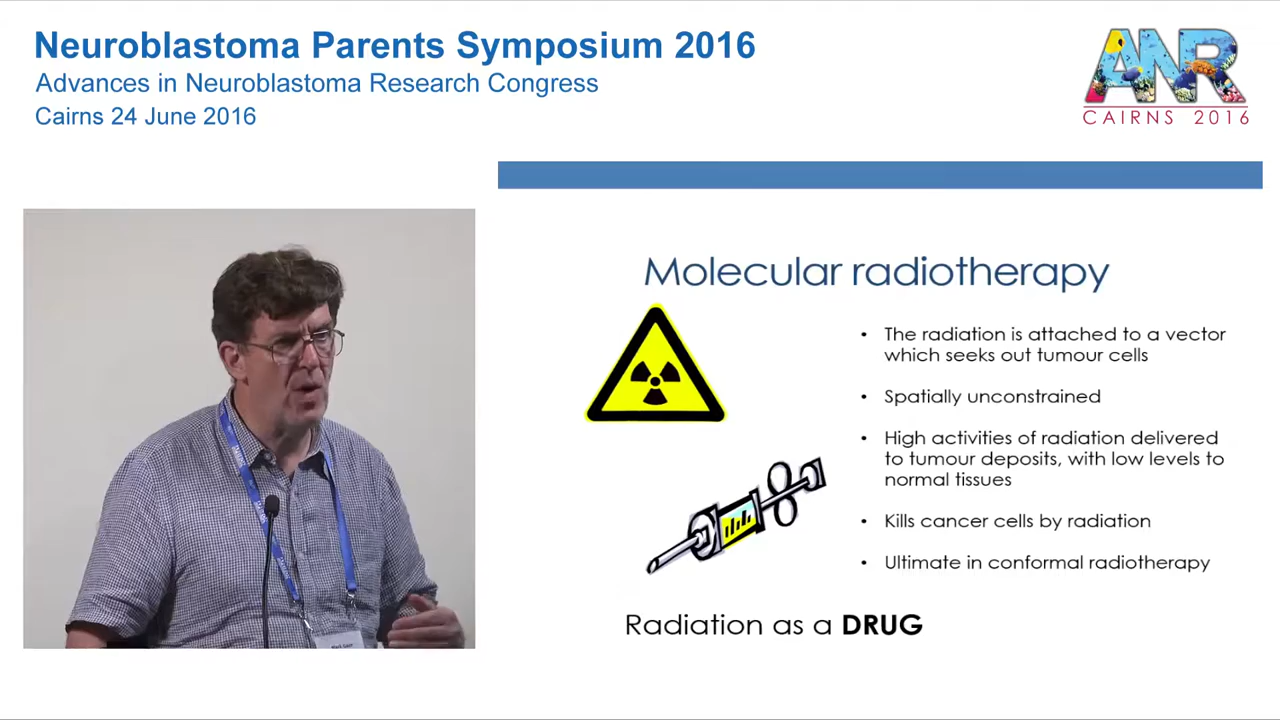 Neuroblastoma Parents Symposium 2016
Advances in Neuroblastoma Research Congress
Cairns 24 June 2016
ANR
CAIRNS 2016
Molecular radiotherapy
• The radiation is attached to a vector
which seeks out tumour cells
• Spatially unconstrained
• High activities of radiation delivered
to tumour deposits, with low levels to
normal tissues
• Kills cancer cells by radiation
• Ultimate in conformal radiotherapy
Radiation as a DRUG